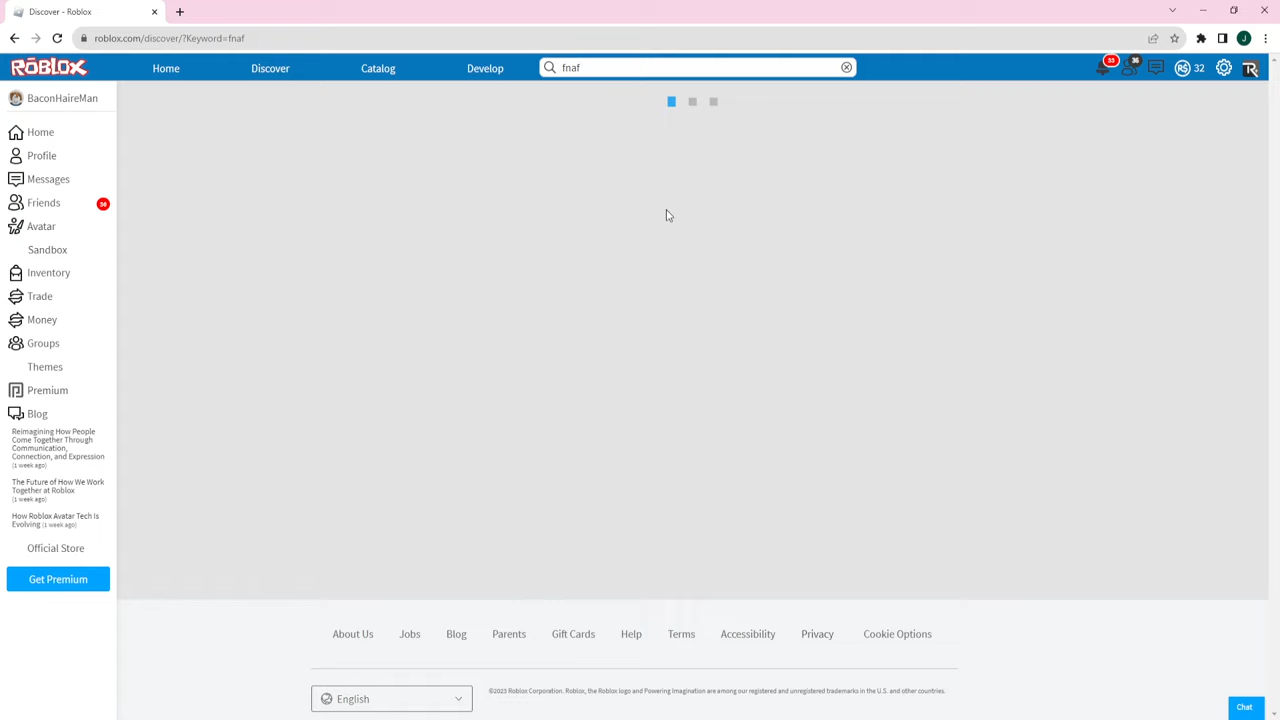 Discover - Roblox
roblox.com/discover/?Keyword=fnaf
J
ROBLOX
Home
Discover
Catalog
Develop
fnaf
33
36
32
BaconHaireMan
Home
Profile
Messages
Friends
Avatar
Sandbox
Inventory
Trade
Money
Groups
Themes
Premium
Blog
Reimagining How People
Come Together Through
Communication,
Connection, and Expression
(1 week ago)
The Future of How We Work
Together at Roblox
(1 week ago)
How Roblox Avatar Tech Is
Evolving (1 week ago)
Official Store
Get Premium
About Us
Jobs
Blog
Parents
Gift Cards
Help
Terms
Accessibility
Privacy
Cookie Options
English
©2023 Roblox Corporation. Roblox, the Roblox logo and Powering Imagination are among our registered and unregistered trademarks in the U.S. and other countries.
Chat